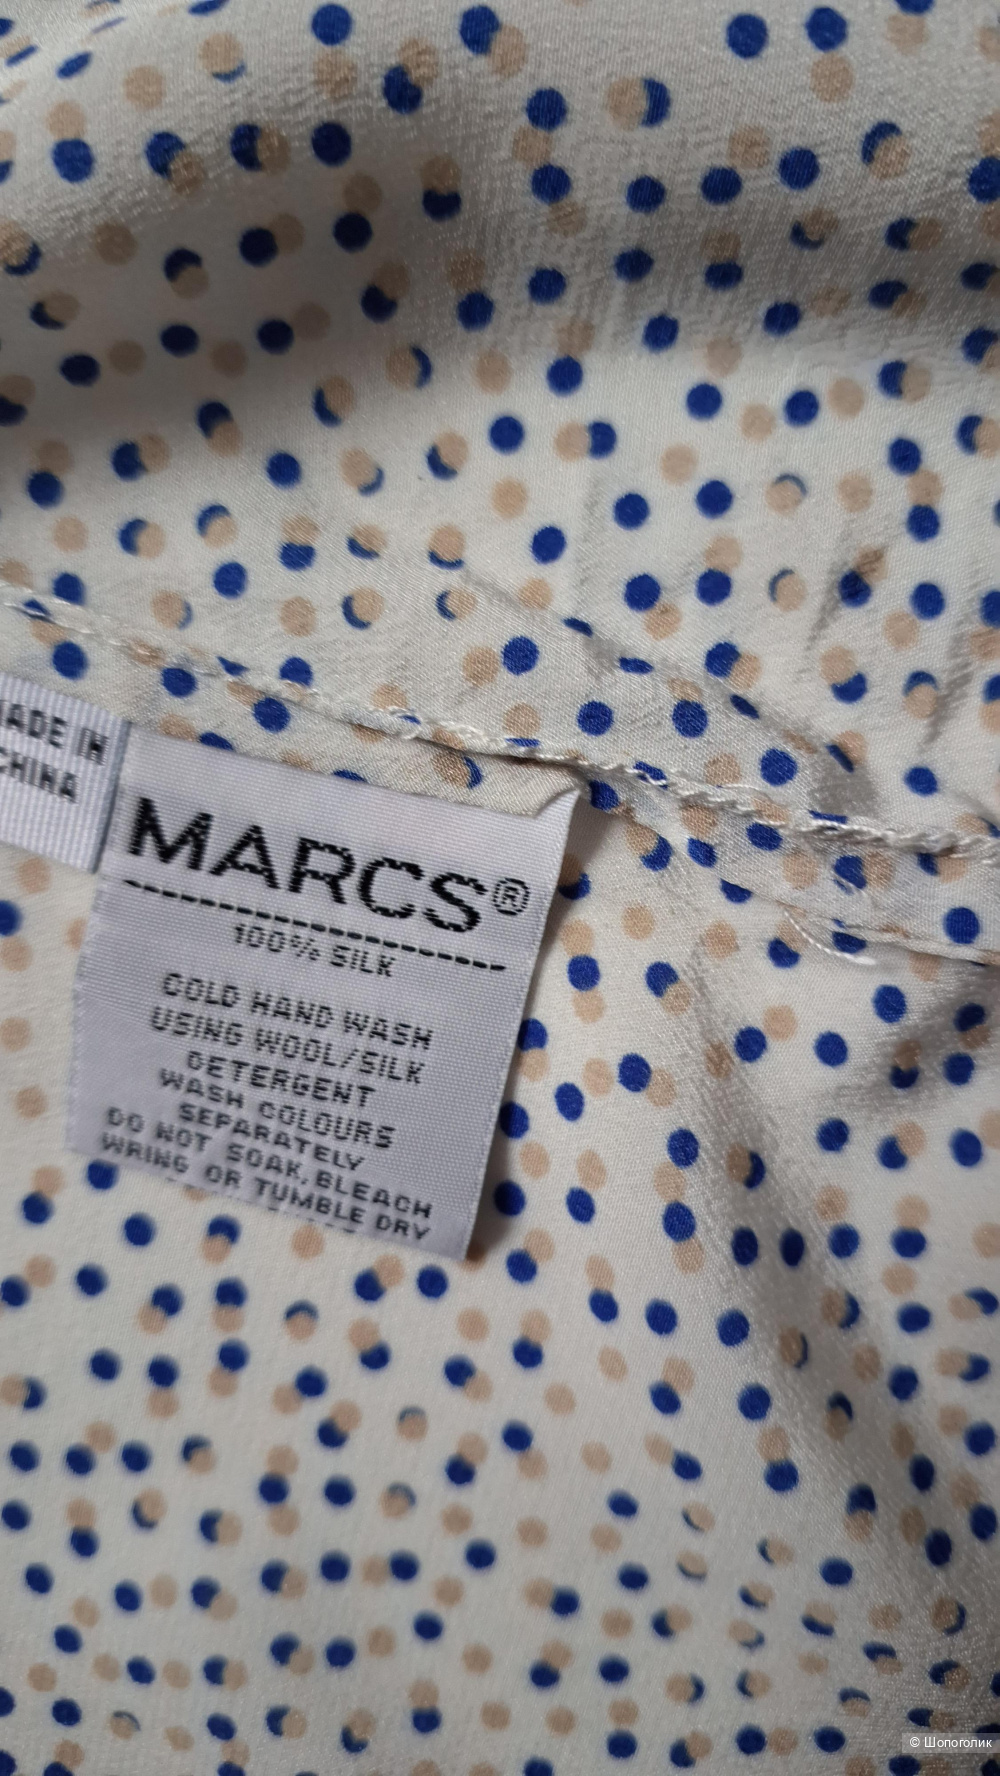 MADE IN
CHINA
MARCS®
100% SILK
COLD HAND WASH
USING WOOL/SILK
DETERGENT
WASH COLOURS
SEPARATELY
DO NOT SOAK, BLEACH
WRING OR TUMBLE DRY
© Шопоголик